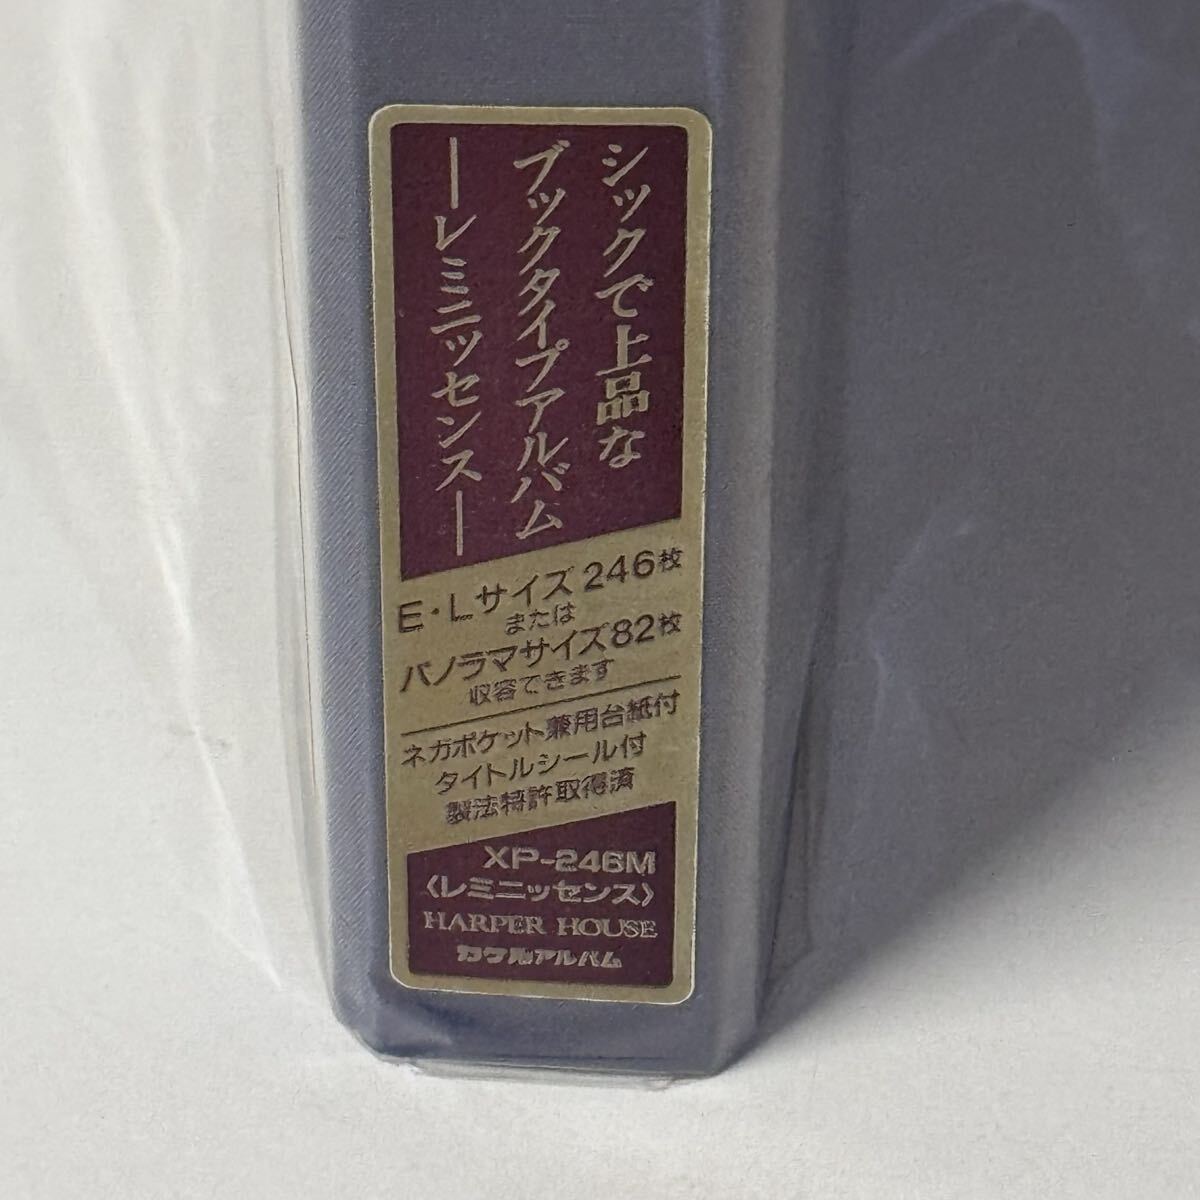 シックで上品な
ブックタイプアルバム
―レミニッセンス―
E・Lサイズ246枚
または
パノラマサイズ82枚
収容できます
ネガポケット兼用台紙付
タイトルシール付
製法特許取得済
XP-246M
〈レミニッセンス〉
HARPER HOUSE
カケルアルバム